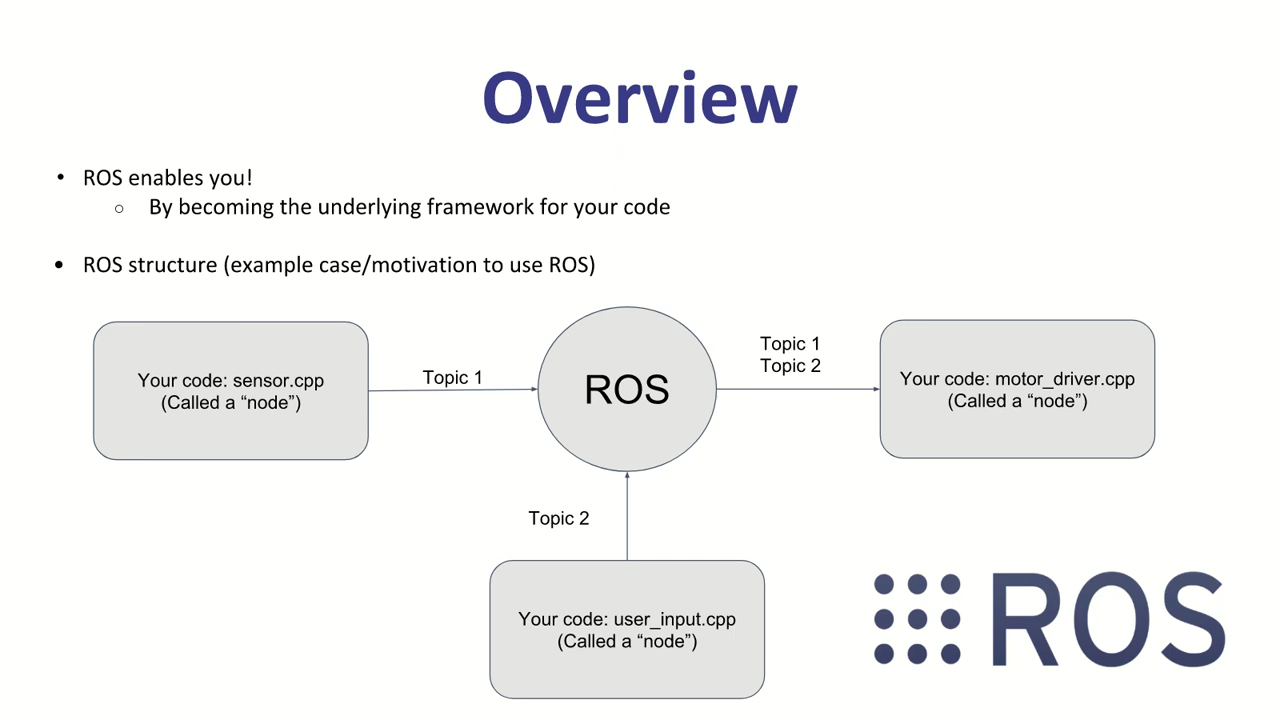 Overview
• ROS enables you!
○ By becoming the underlying framework for your code
• ROS structure (example case/motivation to use ROS)
Your code: sensor.cpp
(Called a “node”)
Topic 1
ROS
Topic 1
Topic 2
Your code: motor_driver.cpp
(Called a “node”)
Topic 2
Your code: user_input.cpp
(Called a “node”)
ROS